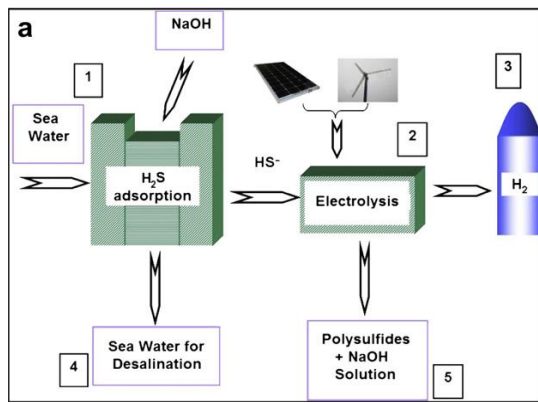 a
NaOH
1
Sea
Water
H₂S
adsorption
HS⁻
2
Electrolysis
3
H₂
4
Sea Water for
Desalination
Polysulfides
+ NaOH
Solution
5